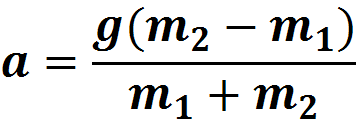 a = g(m₂ − m₁) / m₁ + m₂